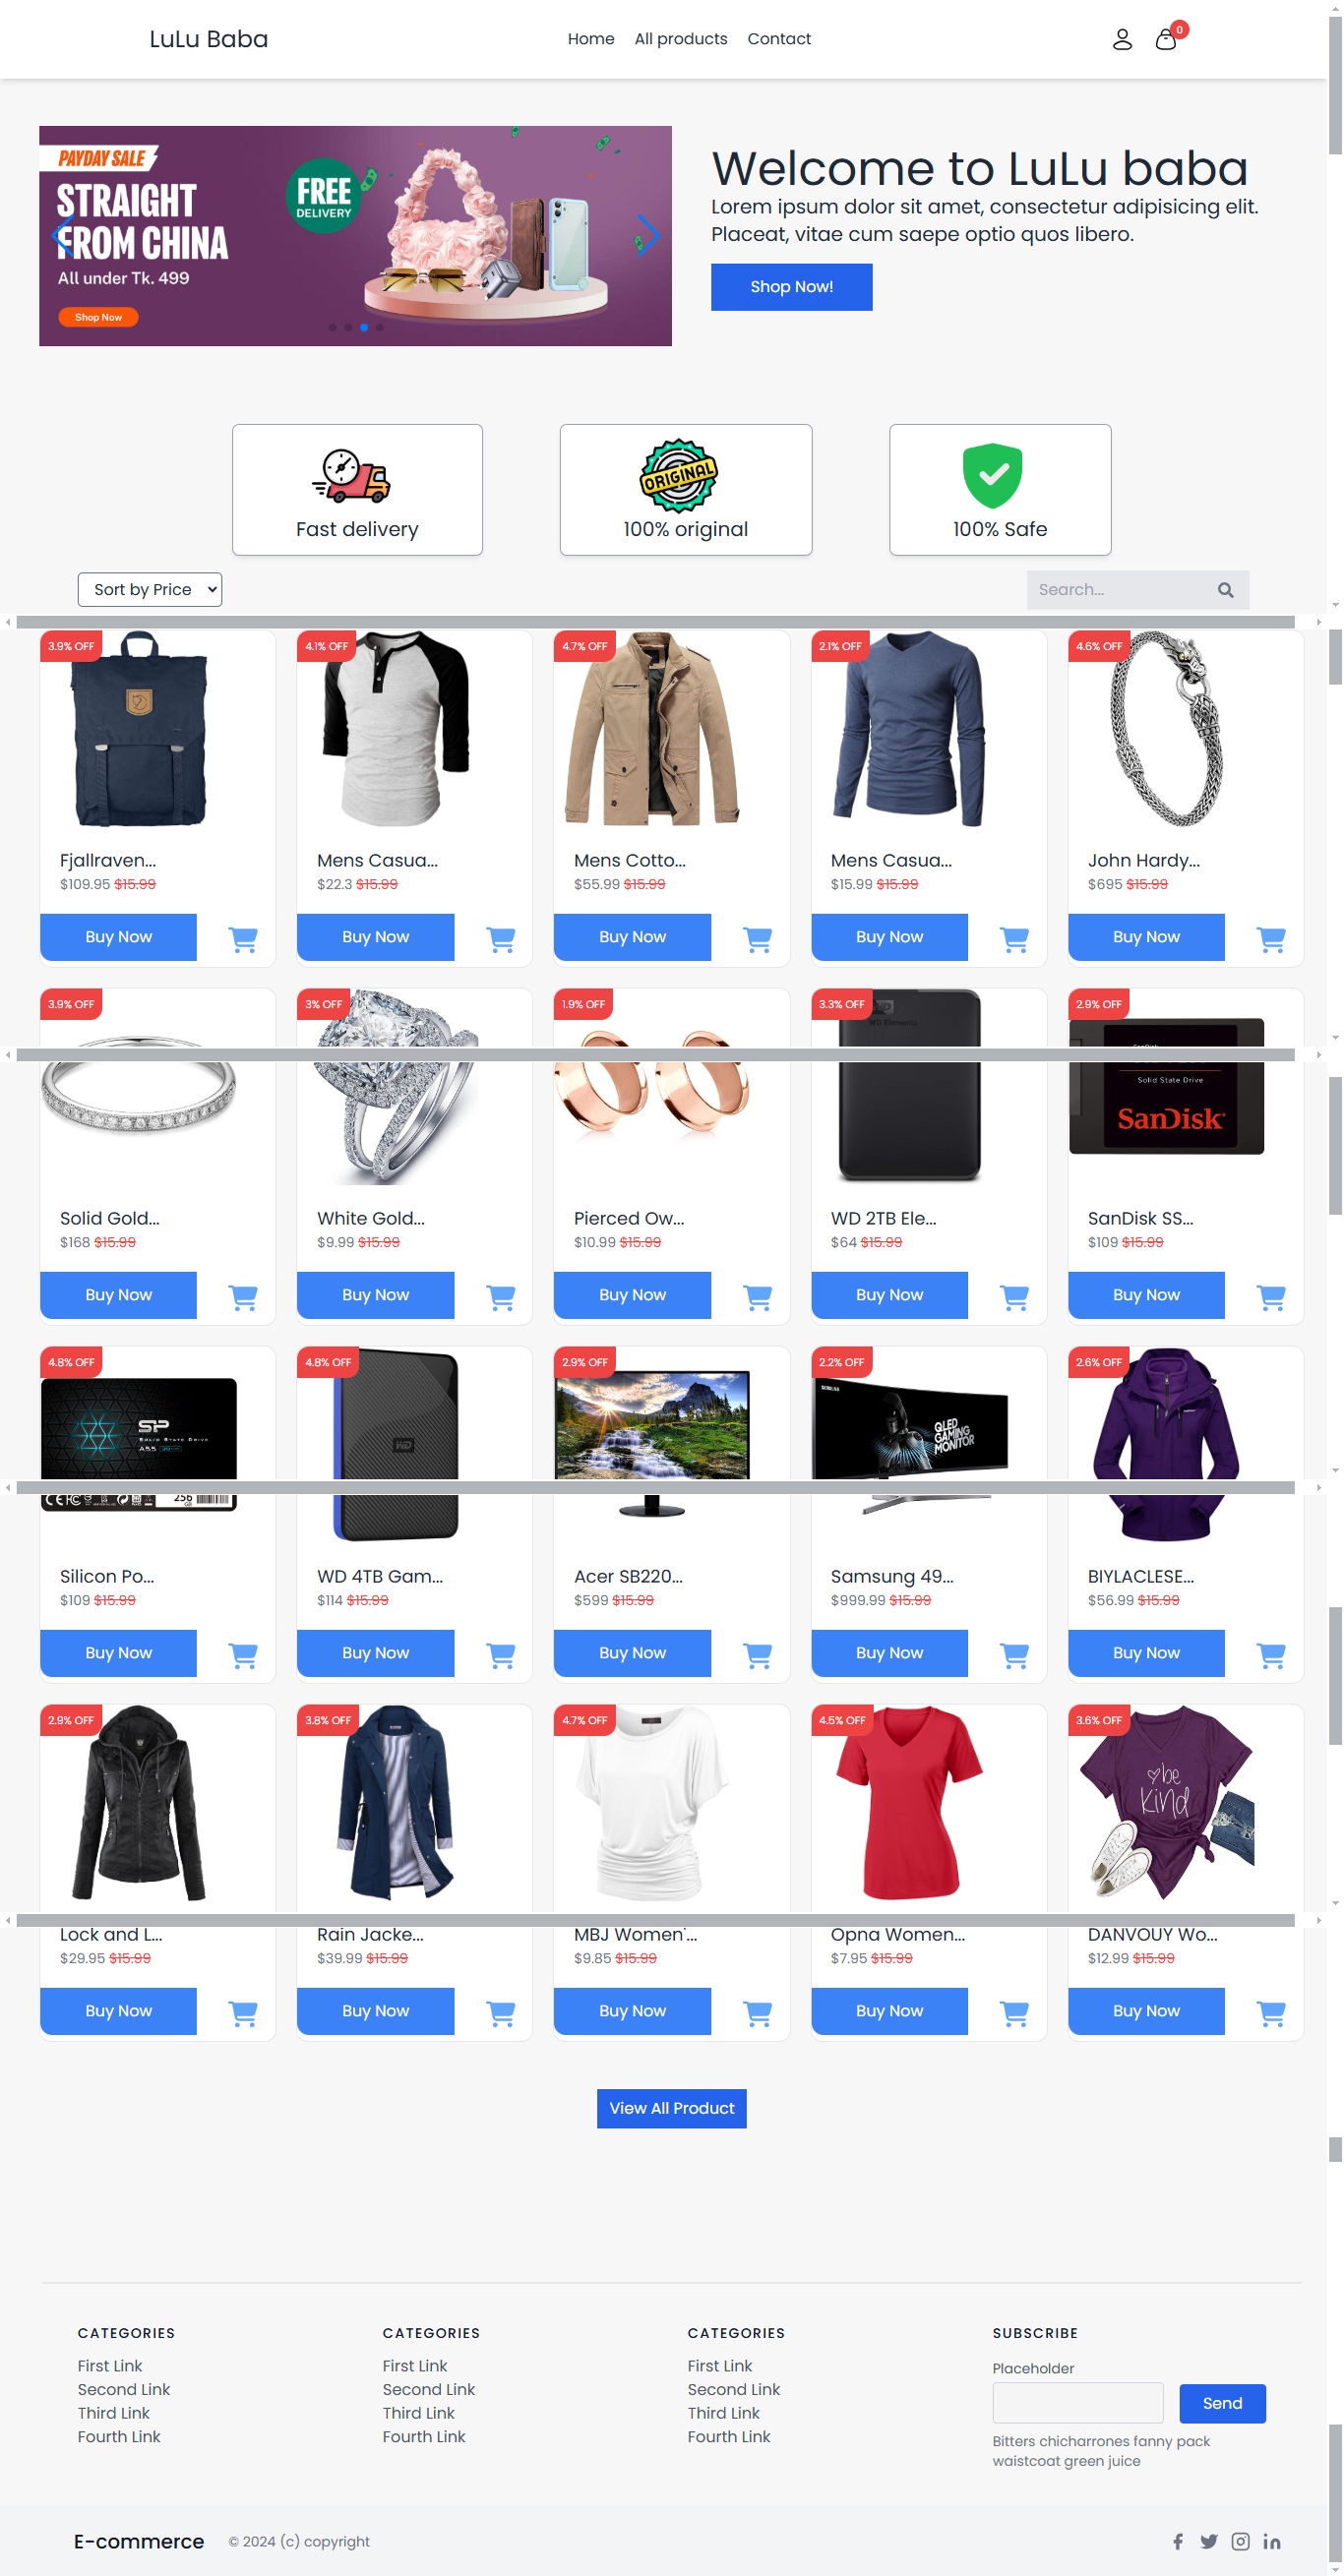 LuLu Baba
Home All products Contact
0
PAYDAY SALE
STRAIGHT
FROM CHINA
All under Tk. 499
Shop Now
FREE
DELIVERY
Welcome to LuLu baba
Lorem ipsum dolor sit amet, consectetur adipisicing elit.
Placeat, vitae cum saepe optio quos libero.
Shop Now!
Fast delivery
ORIGINAL
100% original
100% Safe
Sort by Price
Search...
3.9% OFF 4.1% OFF 4.7% OFF 2.1% OFF 4.6% OFF
Fjallraven... Mens Casua... Mens Cotto... Mens Casua... John Hardy...
$109.95 $15.99 $22.3 $15.99 $55.99 $15.99 $15.99 $15.99 $695 $15.99
Buy Now Buy Now Buy Now Buy Now Buy Now
3.9% OFF 3% OFF 1.9% OFF 3.3% OFF 2.9% OFF
WD Elements
Solid State Drive
SanDisk
Solid Gold... White Gold... Pierced Ow... WD 2TB Ele... SanDisk SS...
$168 $15.99 $9.99 $15.99 $10.99 $15.99 $64 $15.99 $109 $15.99
Buy Now Buy Now Buy Now Buy Now Buy Now
4.8% OFF 4.8% OFF 2.9% OFF 2.2% OFF 2.6% OFF
SP
SOLID STATE DRIVE
A55
256
GB
WD
SAMSUNG
QLED
GAMING
MONITOR
Silicon Po... WD 4TB Gam... Acer SB220... Samsung 49... BIYLACLESE...
$109 $15.99 $114 $15.99 $599 $15.99 $999.99 $15.99 $56.99 $15.99
Buy Now Buy Now Buy Now Buy Now Buy Now
2.9% OFF 3.8% OFF 4.7% OFF 4.5% OFF 3.6% OFF
be
kind
Lock and L... Rain Jacke... MBJ Women'... Opna Women... DANVOUY Wo...
$29.95 $15.99 $39.99 $15.99 $9.85 $15.99 $7.95 $15.99 $12.99 $15.99
Buy Now Buy Now Buy Now Buy Now Buy Now
View All Product
CATEGORIES CATEGORIES CATEGORIES SUBSCRIBE
First Link First Link First Link Placeholder
Second Link Second Link Second Link
Third Link Third Link Third Link Send
Fourth Link Fourth Link Fourth Link
Bitters chicharrones fanny pack
waistcoat green juice
E-commerce © 2024 (c) copyright